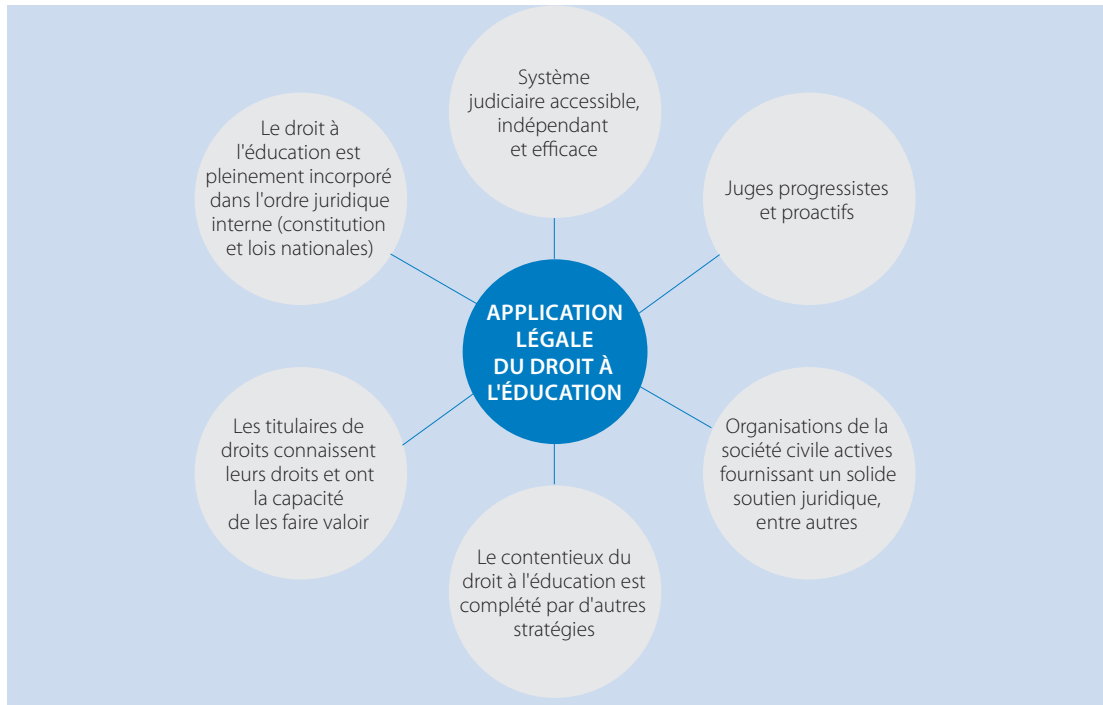 Système
judiciaire accessible,
indépendant
et efficace
Le droit à
l'éducation est
pleinement incorporé
dans l'ordre juridique
interne (constitution
et lois nationales)
Juges progressistes
et proactifs
APPLICATION
LÉGALE
DU DROIT À
L'ÉDUCATION
Les titulaires de
droits connaissent
leurs droits et ont
la capacité
de les faire valoir
Organisations de la
société civile actives
fournissant un solide
soutien juridique,
entre autres
Le contentieux du
droit à l'éducation est
complété par d'autres
stratégies